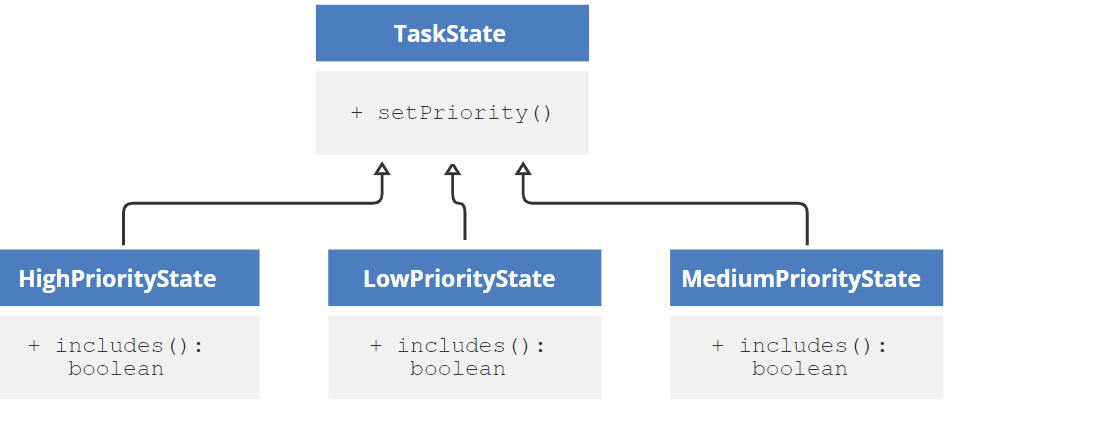 TaskState
+ setPriority()
HighPriorityState
LowPriorityState
MediumPriorityState
+ includes():
boolean
+ includes():
boolean
+ includes():
boolean